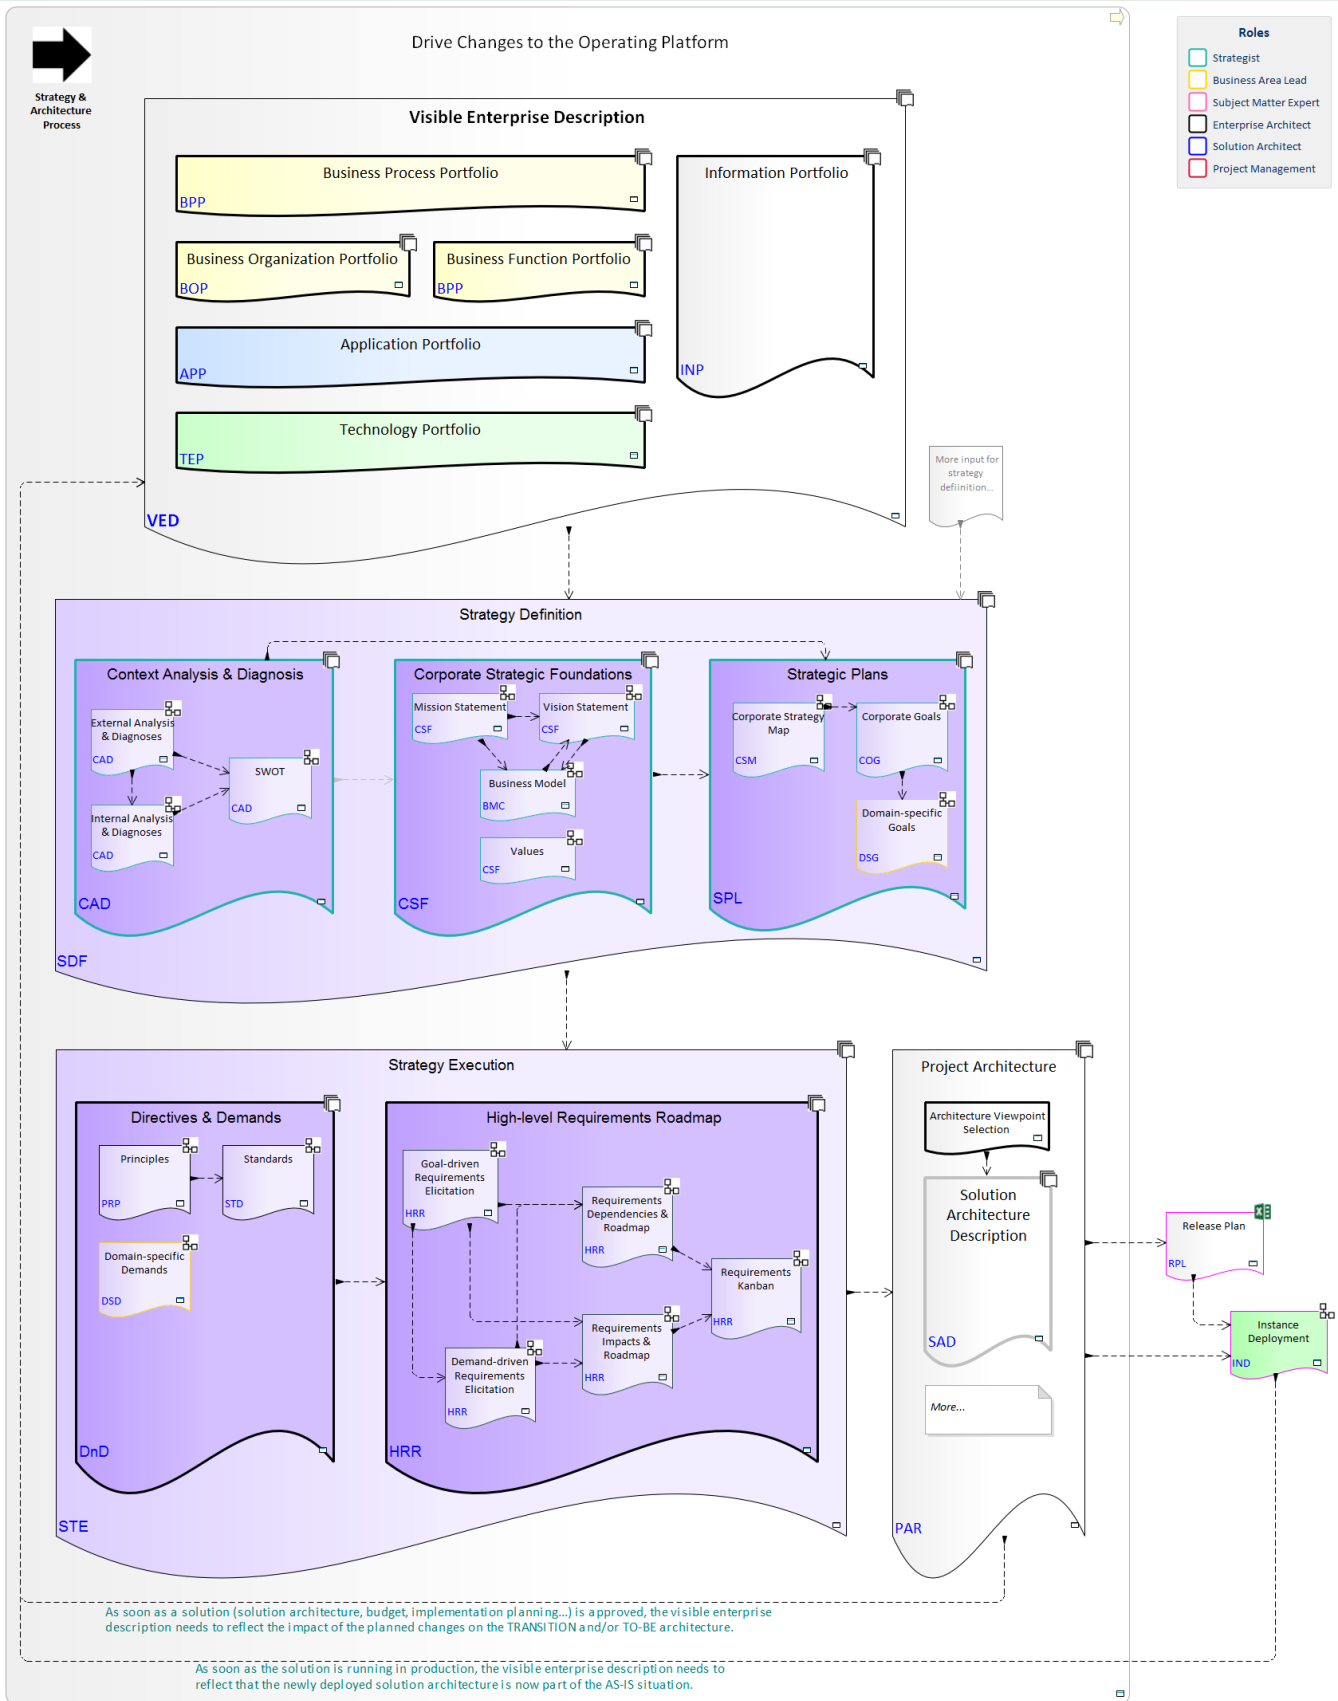 Drive Changes to the Operating Platform
Strategy &
Architecture
Process
Roles
Strategist
Business Area Lead
Subject Matter Expert
Enterprise Architect
Solution Architect
Project Management
Visible Enterprise Description
Business Process Portfolio
BPP
Information Portfolio
INP
Business Organization Portfolio
BOP
Business Function Portfolio
BPP
Application Portfolio
APP
Technology Portfolio
TEP
VED
More input for
strategy
defiinition...
Strategy Definition
Context Analysis & Diagnosis
External Analysis
& Diagnoses
CAD
SWOT
CAD
Internal Analysis
& Diagnoses
CAD
CAD
Corporate Strategic Foundations
Mission Statement
CSF
Vision Statement
CSF
Business Model
BMC
Values
CSF
CSF
Strategic Plans
Corporate Strategy
Map
CSM
Corporate Goals
COG
Domain-specific
Goals
DSG
SPL
SDF
Strategy Execution
Directives & Demands
Principles
PRP
Standards
STD
Domain-specific
Demands
DSD
DnD
High-level Requirements Roadmap
Goal-driven
Requirements
Elicitation
HRR
Requirements
Dependencies &
Roadmap
HRR
Requirements
Kanban
HRR
Requirements
Impacts &
Roadmap
HRR
Demand-driven
Requirements
Elicitation
HRR
HRR
STE
Project Architecture
Architecture Viewpoint
Selection
Solution
Architecture
Description
SAD
More...
PAR
Release Plan
RPL
Instance
Deployment
IND
As soon as a solution (solution architecture, budget, implementation planning...) is approved, the visible enterprise
description needs to reflect the impact of the planned changes on the TRANSITION and/or TO-BE architecture.
As soon as the solution is running in production, the visible enterprise description needs to
reflect that the newly deployed solution architecture is now part of the AS-IS situation.